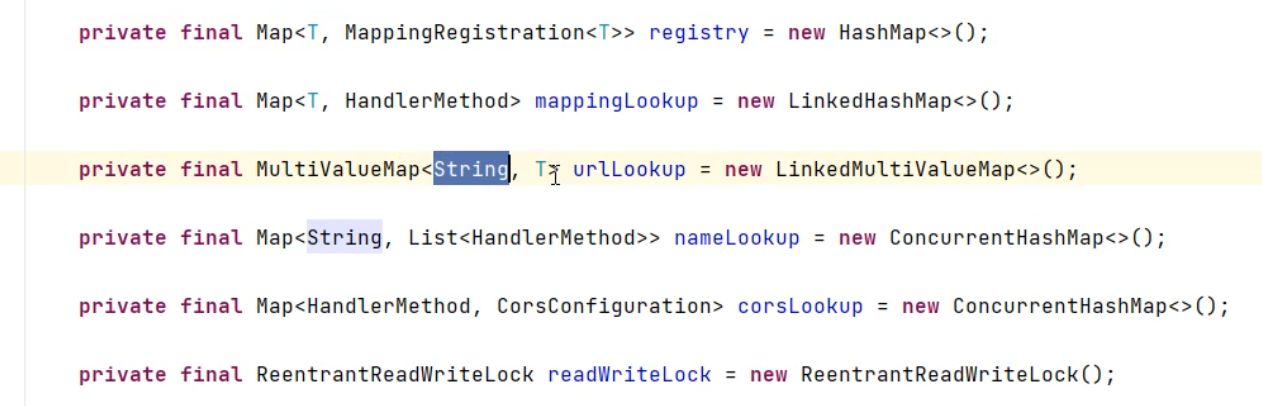 private final Map<T, MappingRegistration<T>> registry = new HashMap<>();
private final Map<T, HandlerMethod> mappingLookup = new LinkedHashMap<>();
private final MultiValueMap<String, T> urlLookup = new LinkedMultiValueMap<>();
private final Map<String, List<HandlerMethod>> nameLookup = new ConcurrentHashMap<>();
private final Map<HandlerMethod, CorsConfiguration> corsLookup = new ConcurrentHashMap<>();
private final ReentrantReadWriteLock readWriteLock = new ReentrantReadWriteLock();